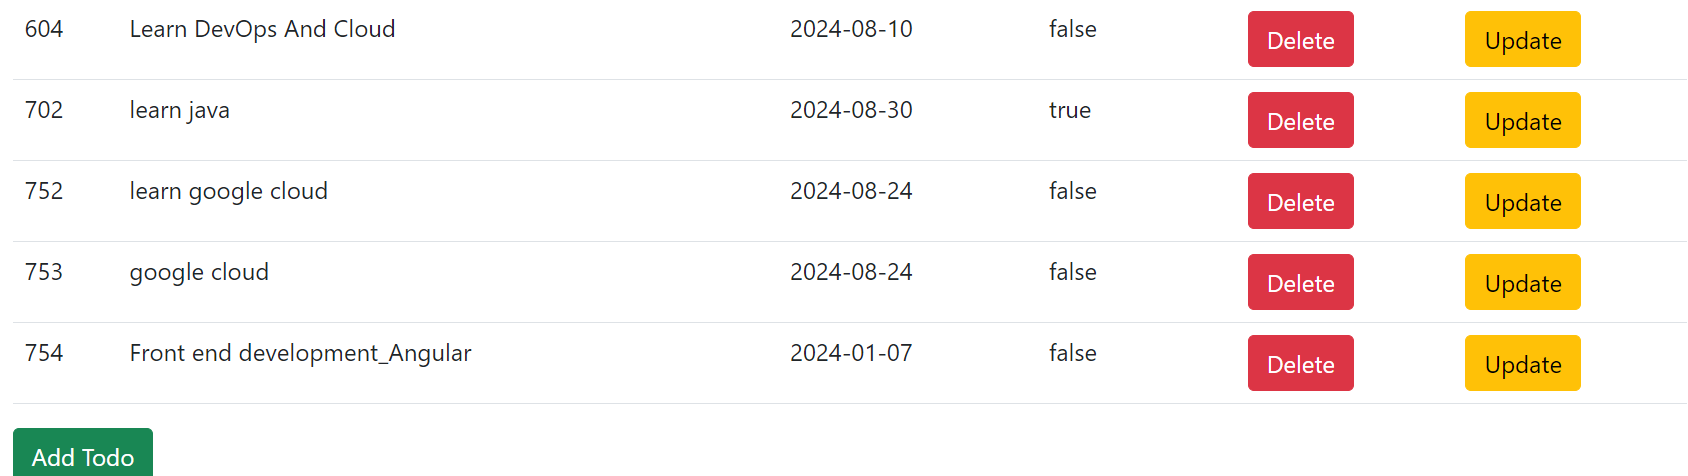 604 Learn DevOps And Cloud 2024-08-10 false Delete Update
702 learn java 2024-08-30 true Delete Update
752 learn google cloud 2024-08-24 false Delete Update
753 google cloud 2024-08-24 false Delete Update
754 Front end development_Angular 2024-01-07 false Delete Update
Add Todo